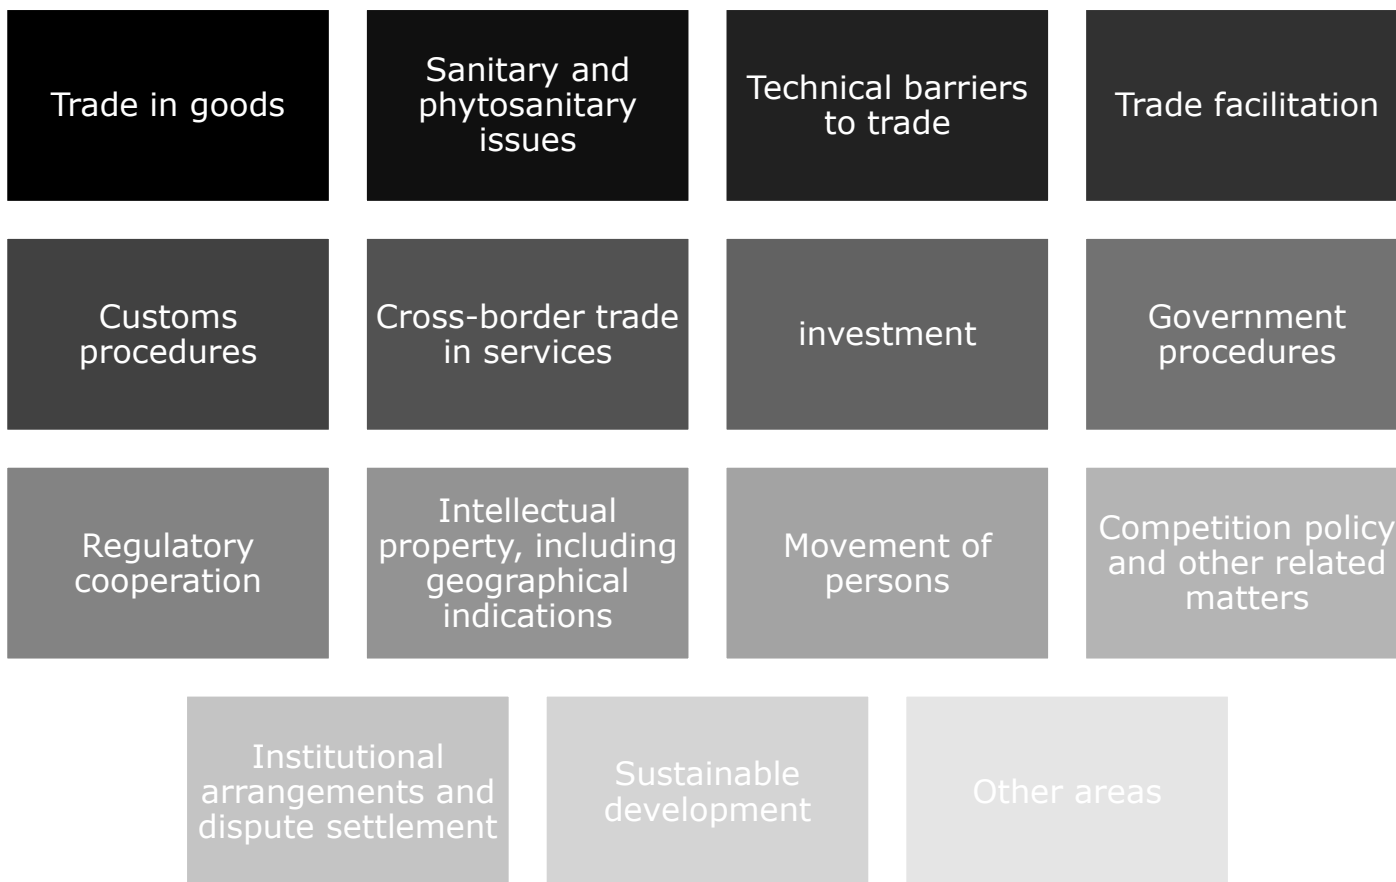 Trade in goods
Sanitary and
phytosanitary
issues
Technical barriers
to trade
Trade facilitation
Customs
procedures
Cross-border trade
in services
investment
Government
procedures
Regulatory
cooperation
Intellectual
property, including
geographical
indications
Movement of
persons
Competition policy
and other related
matters
Institutional
arrangements and
dispute settlement
Sustainable
development
Other areas